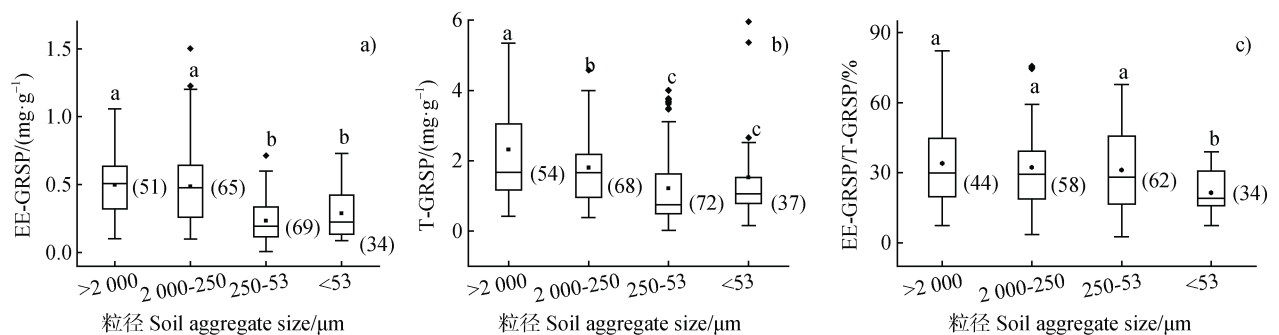 a)
EE-GRSP/(mg·g⁻¹)
1.5
1.0
0.5
0.0
a
a
b
b
(51)
(65)
(69)
(34)
>2 000
2 000-250
250-53
<53
粒径 Soil aggregate size/μm
b)
T-GRSP/(mg·g⁻¹)
6
4
2
0
a
b
c
c
(54)
(68)
(72)
(37)
>2 000
2 000-250
250-53
<53
粒径 Soil aggregate size/μm
c)
EE-GRSP/T-GRSP/%
90
60
30
0
a
a
a
b
(44)
(58)
(62)
(34)
>2 000
2 000-250
250-53
<53
粒径 Soil aggregate size/μm